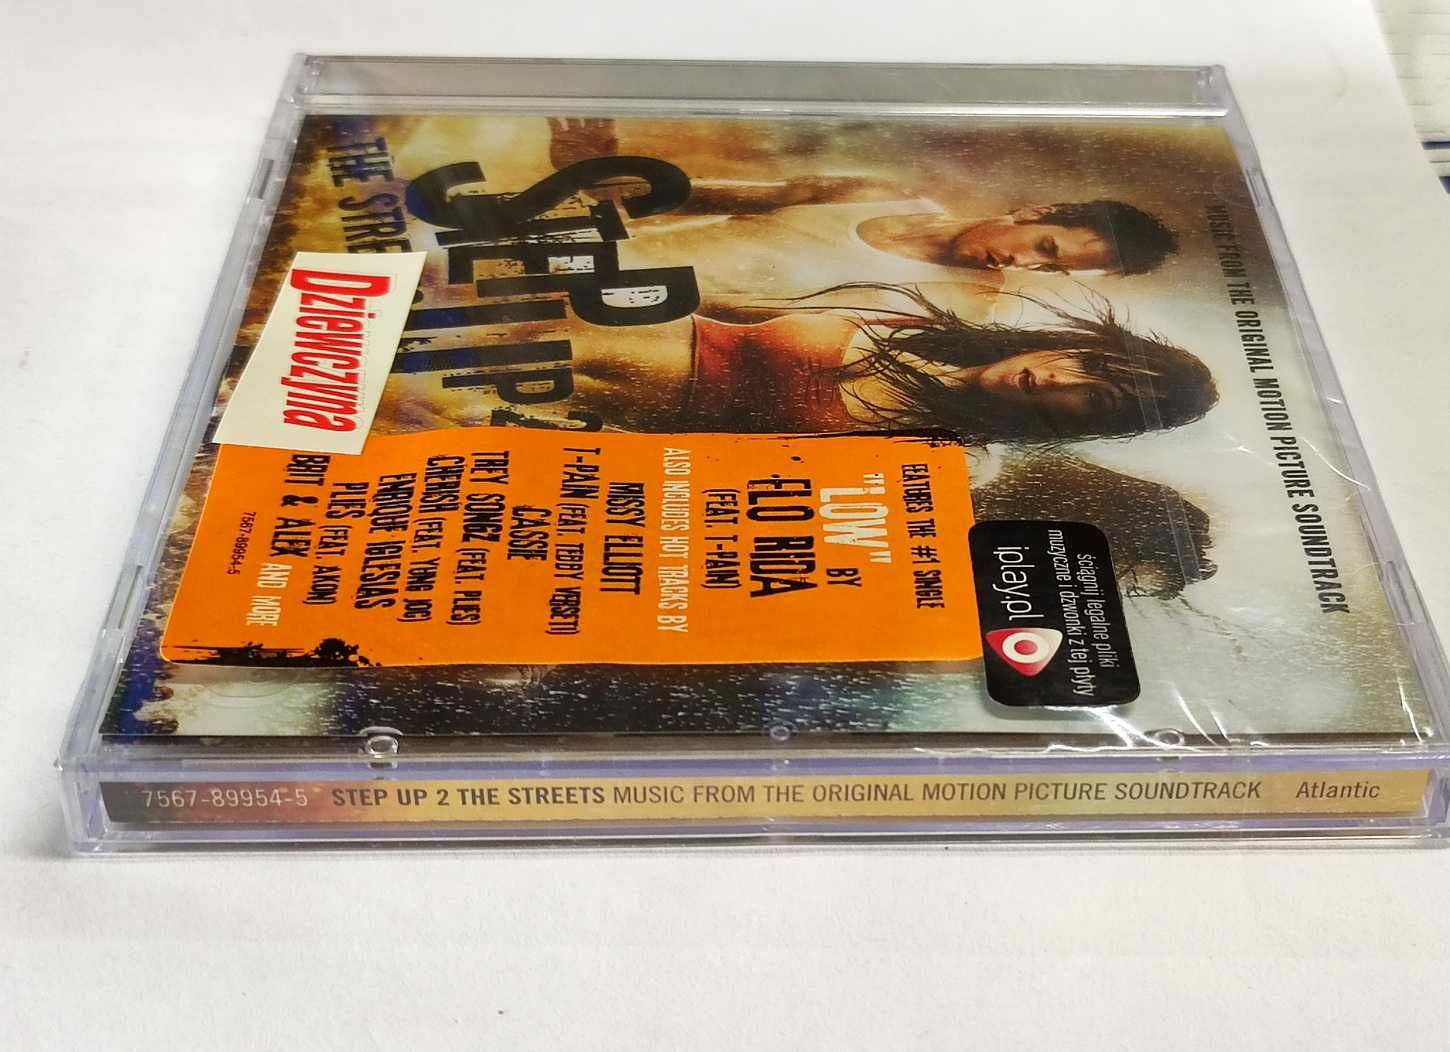 MUSIC FROM THE ORIGINAL MOTION PICTURE SOUNDTRACK
STEP
UP 2
THE STRE
Dziewczyna
FEATURES THE #1 SINGLE
"LOW"
BY
FLO RIDA
(FEAT. T-PAIN)
ALSO INCLUDES HOT TRACKS BY
MISSY ELLIOTT
T-PAIN (FEAT. TEDDY VERSETI)
CASSIE
TREY SONGZ (FEAT. PLIES)
CHERISH (FEAT. YUNG JOC)
ENRIQUE IGLESIAS
PLIES (FEAT. AKON)
BRIT & ALEX AND MORE
7567-89954-5
Ściągnij legalne pliki
muzyczne i dzwonki z tej płyty
iplay.pl
7567-89954-5 STEP UP 2 THE STREETS MUSIC FROM THE ORIGINAL MOTION PICTURE SOUNDTRACK Atlantic